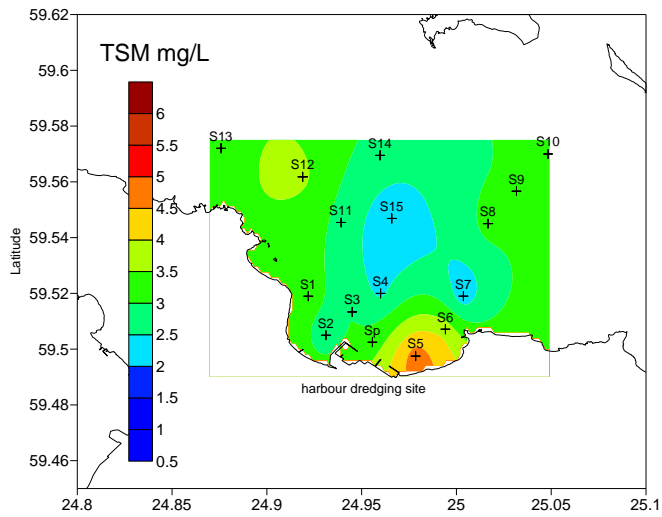 59.62
TSM mg/L
59.6
6
59.58
S13
S14
S10
5.5
S12
5
S9
59.56
4.5
S15
S11
S8
4
59.54
3.5
Latitude
3
S1
S4
S7
59.52
2.5
S3
S2
Sp
S6
2
59.5
S5
1.5
harbour dredging site
59.48
1
59.46
0.5
24.8
24.85
24.9
24.95
25
25.05
25.1